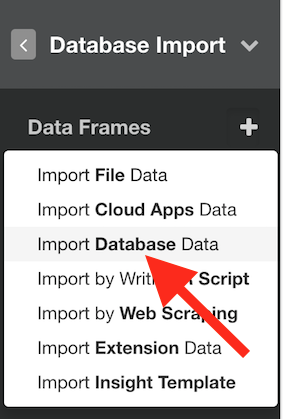 Database Import
Data Frames +
Import File Data
Import Cloud Apps Data
Import Database Data
Import by Writi Script
Import by Web Scraping
Import Extension Data
Import Insight Template